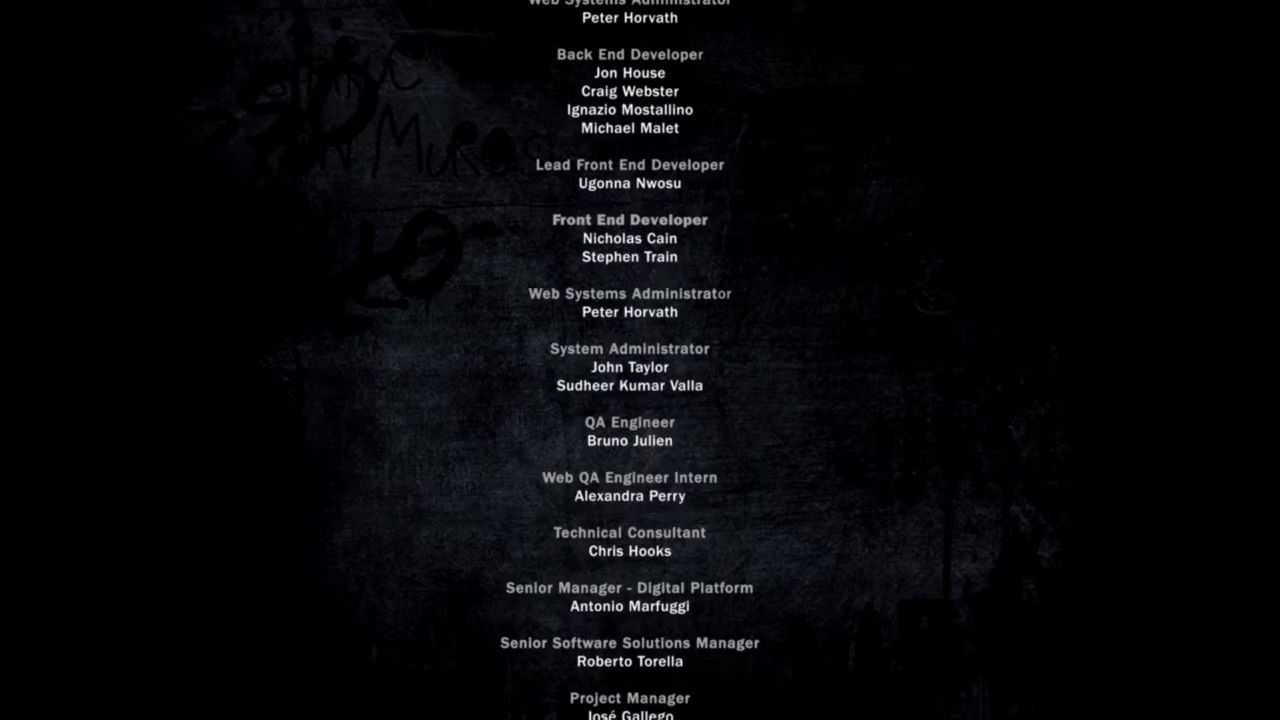 Web Systems Administrator
Peter Horvath
Back End Developer
Jon House
Craig Webster
Ignazio Mostallino
Michael Malet
Lead Front End Developer
Ugonna Nwosu
Front End Developer
Nicholas Cain
Stephen Train
Web Systems Administrator
Peter Horvath
System Administrator
John Taylor
Sudheer Kumar Valla
QA Engineer
Bruno Julien
Web QA Engineer Intern
Alexandra Perry
Technical Consultant
Chris Hooks
Senior Manager - Digital Platform
Antonio Marfuggi
Senior Software Solutions Manager
Roberto Torella
Project Manager
José Gallego